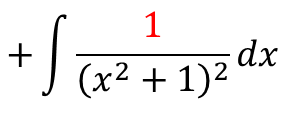 + ∫ 1/(x² + 1)² dx